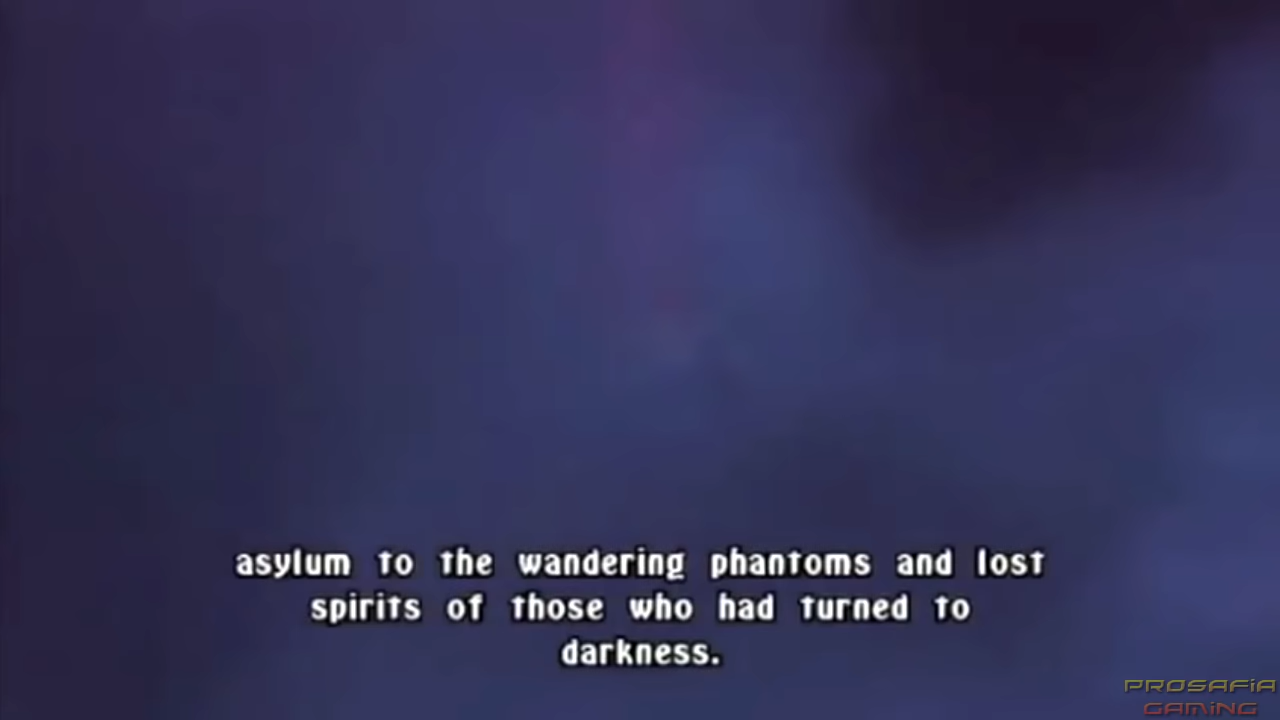 asylum to the wandering phantoms and lost
spirits of those who had turned to
darkness.
PROSAFiA
GAMiNG